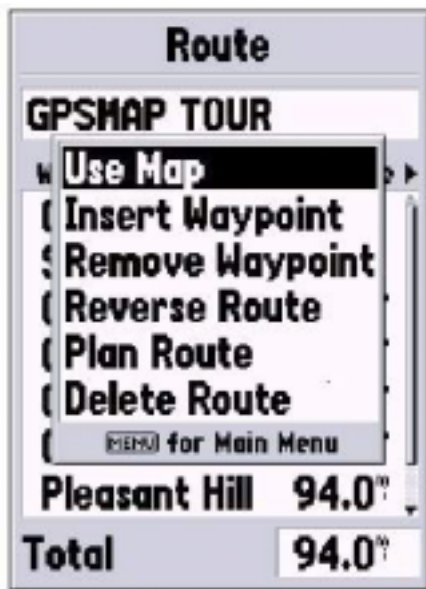 Route
GPSMAP TOUR
Use Map
Insert Waypoint
Remove Waypoint
Reverse Route
Plan Route
Delete Route
MENU for Main Menu
Pleasant Hill 94.0
Total 94.0